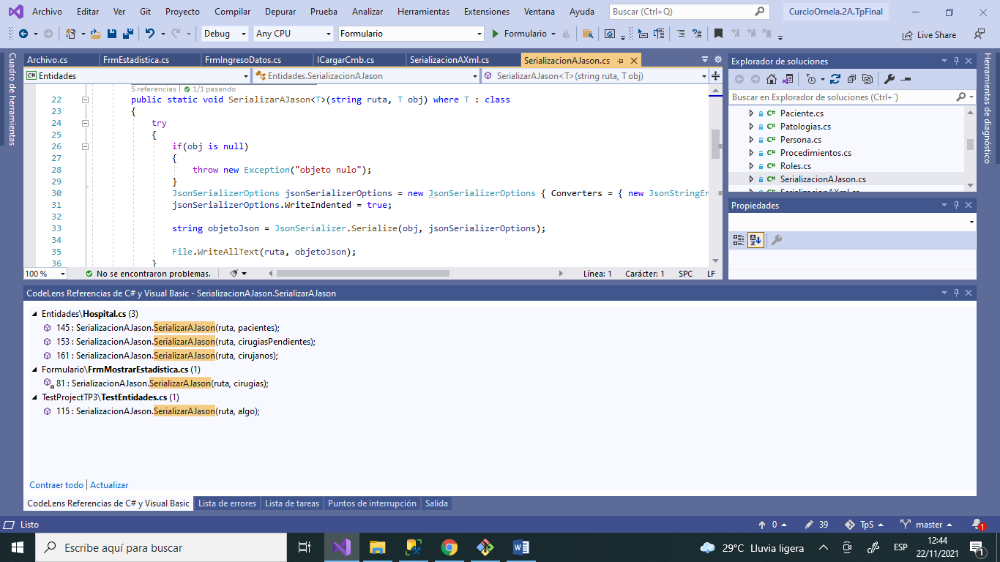 Archivo Editar Ver Git Proyecto Compilar Depurar Prueba Analizar Herramientas Extensiones Ventana Ayuda Buscar (Ctrl+Q) CurcioOrnela.2A.TpFinal
Debug Any CPU Formulario Formulario Live Share
Cuadro de herramientas
Archivo.cs FrmEstadistica.cs FrmIngresoDatos.cs ICargarCmb.cs SerializacionAXml.cs SerializacionAJason.cs
Entidades Entidades.SerializacionAJason SerializarAJason<T>(string ruta, T obj)
5 referencias | 1/1 pasando
22 public static void SerializarAJason<T>(string ruta, T obj) where T : class
23 {
24 try
25 {
26 if(obj is null)
27 {
28 throw new Exception("objeto nulo");
29 }
30 JsonSerializerOptions jsonSerializerOptions = new JsonSerializerOptions { Converters = { new JsonStringEn
31 jsonSerializerOptions.WriteIndented = true;
32
33 string objetoJson = JsonSerializer.Serialize(obj, jsonSerializerOptions);
34
35 File.WriteAllText(ruta, objetoJson);
36 }
100 % No se encontraron problemas. Línea: 1 Carácter: 1 SPC LF
Explorador de soluciones
Buscar en Explorador de soluciones (Ctrl+´)
C# Paciente.cs
C# Patologias.cs
C# Persona.cs
C# Procedimientos.cs
C# Roles.cs
C# SerializacionAJason.cs
C# SerializacionAXml.cs
Propiedades
Herramientas de diagnóstico
CodeLens Referencias de C# y Visual Basic - SerializacionAJason.SerializarAJason
Entidades\Hospital.cs (3)
145 : SerializacionAJason.SerializarAJason(ruta, pacientes);
153 : SerializacionAJason.SerializarAJason(ruta, cirugiasPendientes);
161 : SerializacionAJason.SerializarAJason(ruta, cirujanos);
Formulario\FrmMostrarEstadistica.cs (1)
81 : SerializacionAJason.SerializarAJason(ruta, cirugias);
TestProjectTP3\TestEntidades.cs (1)
115 : SerializacionAJason.SerializarAJason(ruta, algo);
Contraer todo | Actualizar
CodeLens Referencias de C# y Visual Basic Lista de errores Lista de tareas Puntos de interrupción Salida
Listo 0 39 TpS master 1
Escribe aquí para buscar 29°C Lluvia ligera ESP 12:44
22/11/2021 1